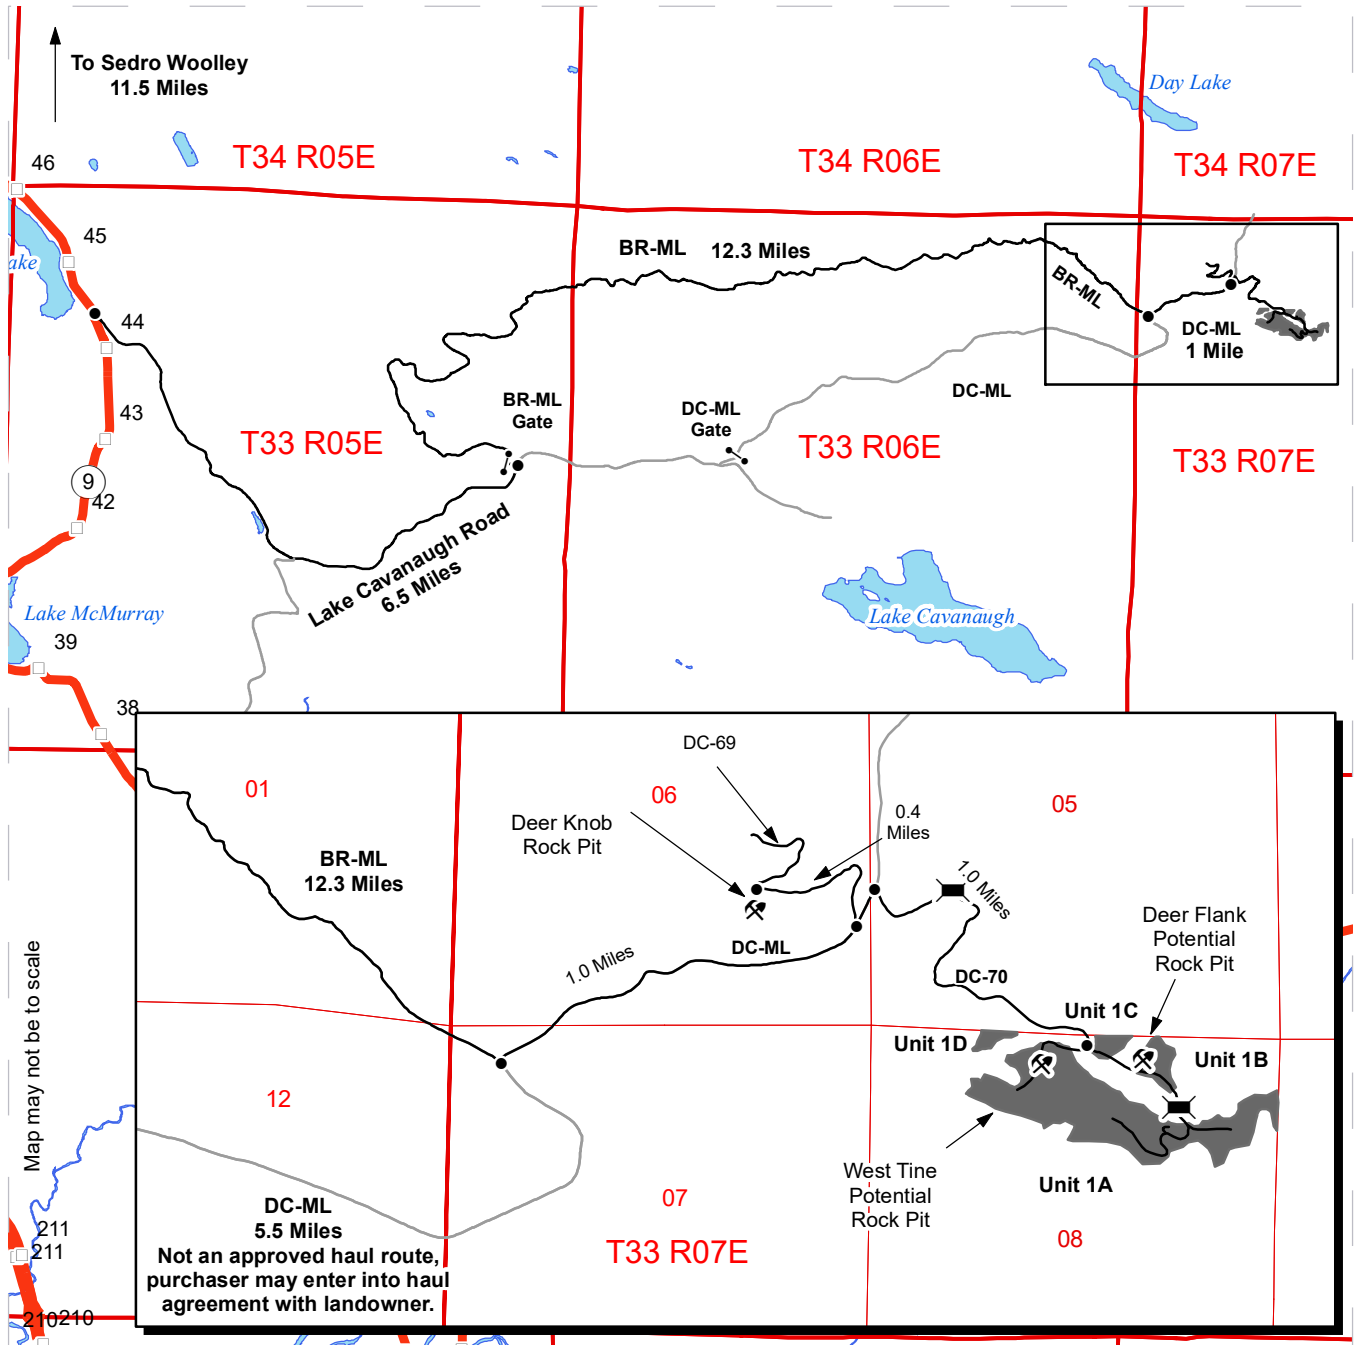 To Sedro Woolley
11.5 Miles
Day Lake
T34 R05E
T34 R06E
T34 R07E
46
45
ake
44
43
9
42
BR-ML 12.3 Miles
BR-ML
DC-ML
1 Mile
BR-ML
Gate
DC-ML
Gate
DC-ML
T33 R05E
T33 R06E
T33 R07E
Lake Cavanaugh Road
6.5 Miles
Lake McMurray
Lake Cavanaugh
39
38
DC-69
01
06
05
Deer Knob
Rock Pit
0.4
Miles
BR-ML
12.3 Miles
1.0 Miles
Deer Flank
Potential
Rock Pit
DC-ML
1.0 Miles
DC-70
Unit 1C
Unit 1D
Unit 1B
12
West Tine
Potential
Rock Pit
Unit 1A
07
08
T33 R07E
DC-ML
5.5 Miles
Not an approved haul route,
purchaser may enter into haul
agreement with landowner.
Map may not be to scale
211
211
210
210